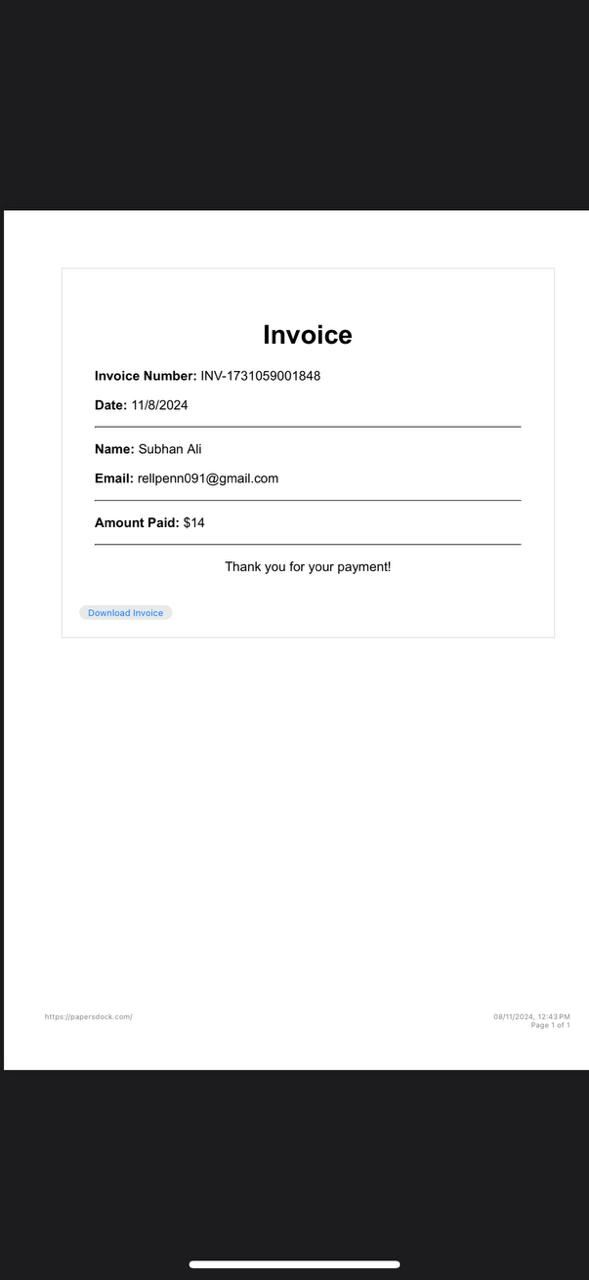 Invoice
Invoice Number: INV-1731059001848
Date: 11/8/2024
Name: Subhan Ali
Email: rellpenn091@gmail.com
Amount Paid: $14
Thank you for your payment!
Download Invoice
https://papersdock.com/
08/11/2024, 12:43 PM
Page 1 of 1